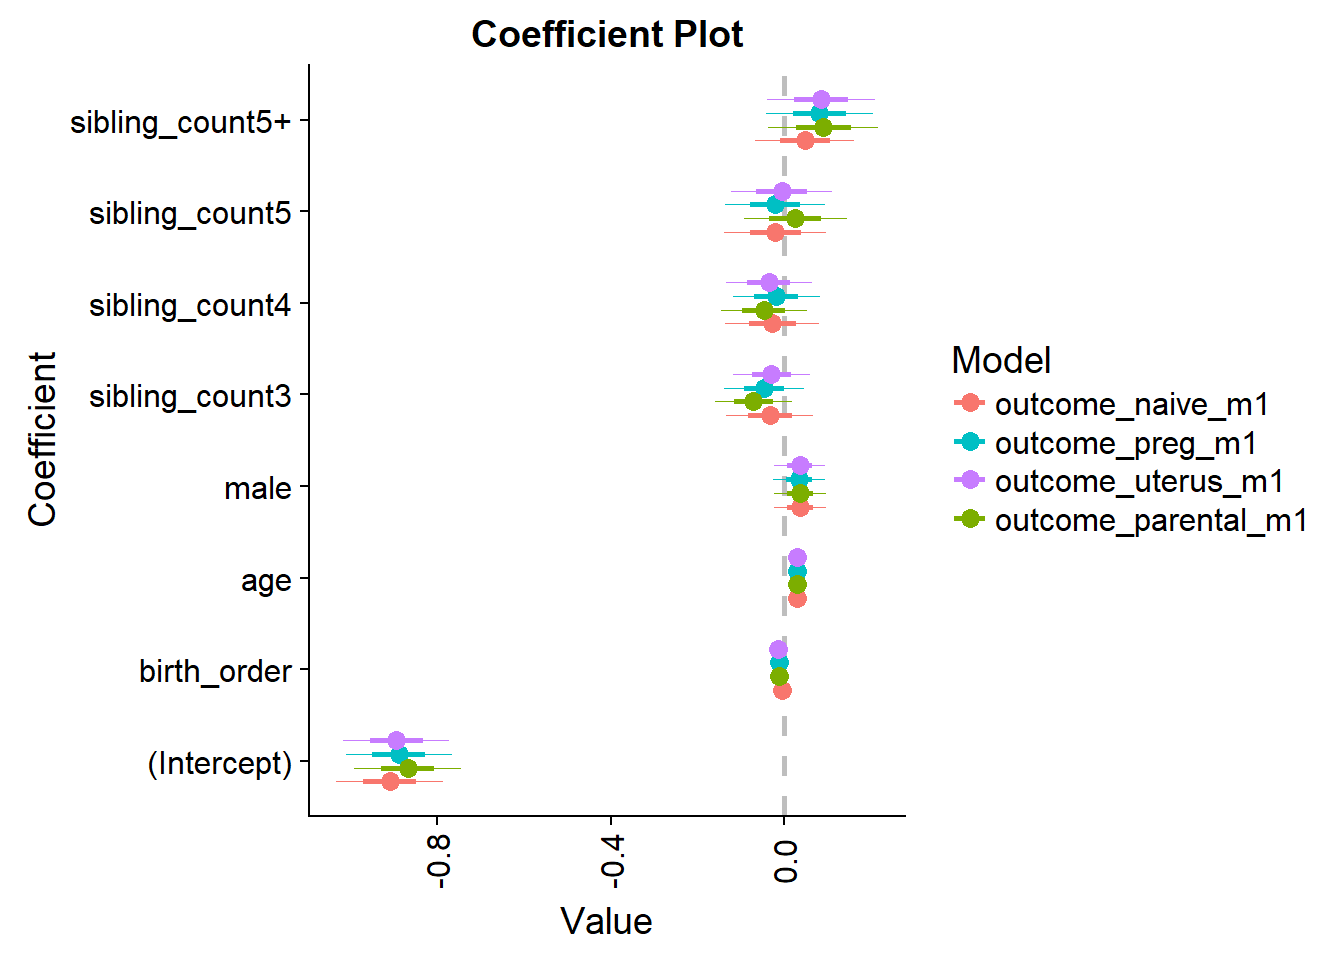 Coefficient Plot
Coefficient
sibling_count5+
sibling_count5
sibling_count4
sibling_count3
male
age
birth_order
(Intercept)
-0.8
-0.4
0.0
Value
Model
outcome_naive_m1
outcome_preg_m1
outcome_uterus_m1
outcome_parental_m1